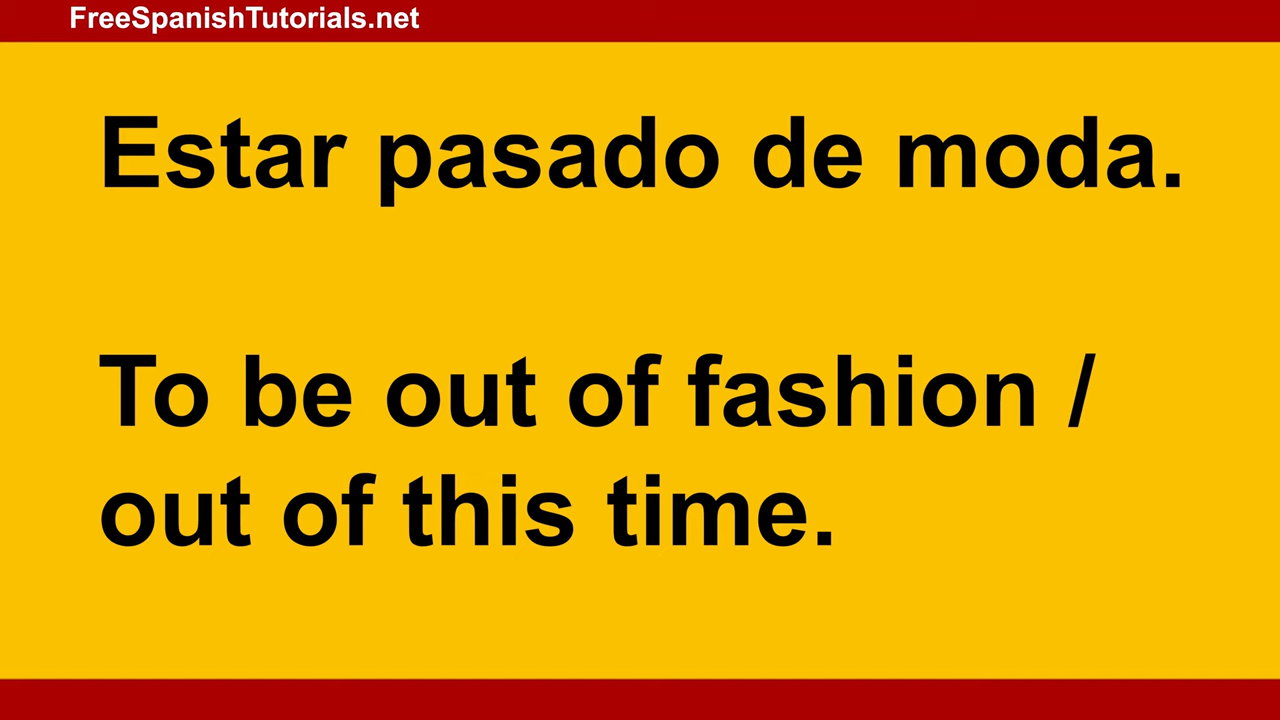 FreeSpanishTutorials.net
Estar pasado de moda.
To be out of fashion /
out of this time.